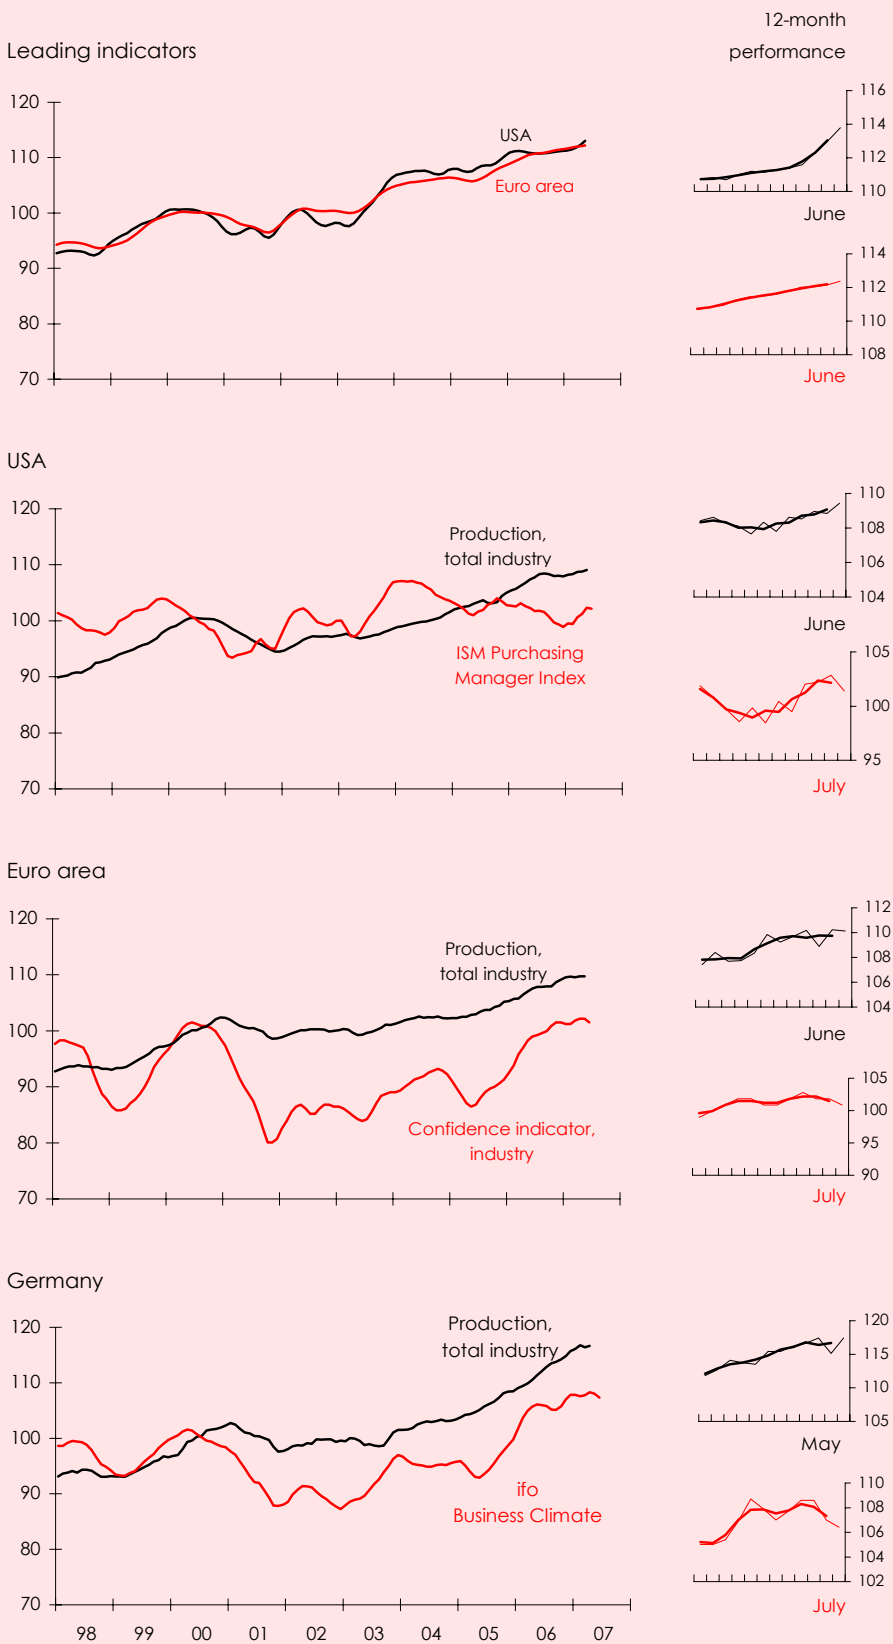 12-month
performance
Leading indicators
120
110
100
90
80
70
USA
Euro area
116
114
112
110
June
114
112
110
108
June
USA
120
110
100
90
80
70
Production,
total industry
ISM Purchasing
Manager Index
110
108
106
104
June
105
100
95
July
Euro area
120
110
100
90
80
70
Production,
total industry
Confidence indicator,
industry
112
110
108
106
104
June
105
100
95
90
July
Germany
120
110
100
90
80
70
Production,
total industry
ifo
Business Climate
120
115
110
105
May
110
108
106
104
102
July
98 99 00 01 02 03 04 05 06 07